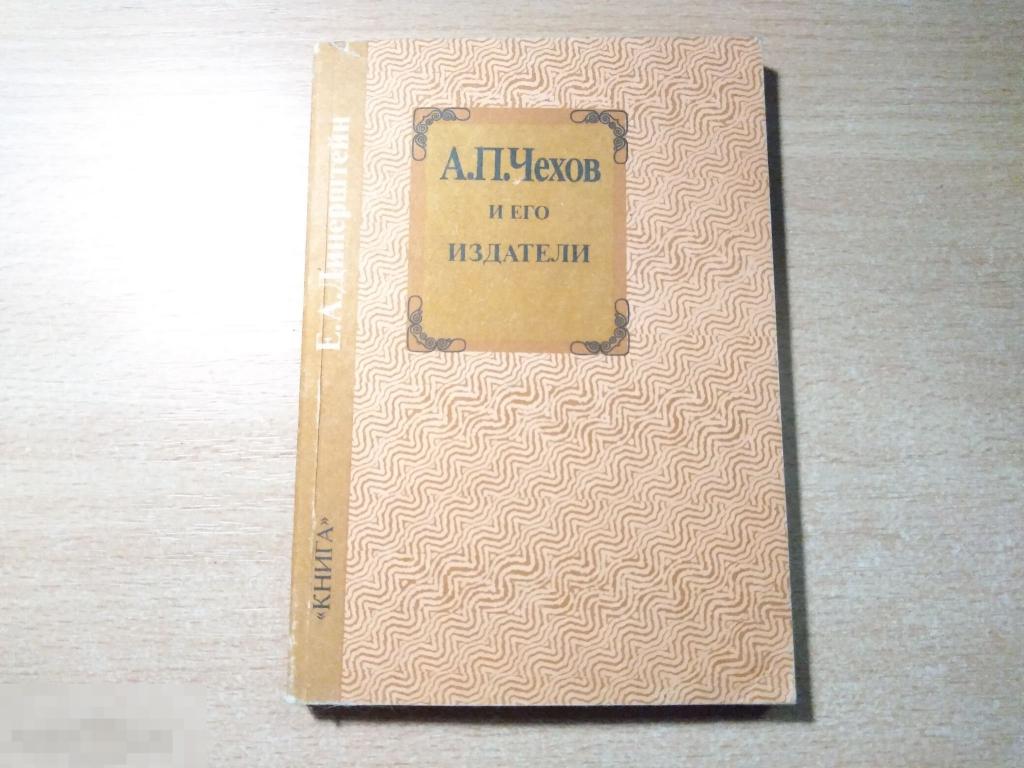 Е.А.Динерштейн
«КНИГА»
А.П.Чехов
И ЕГО
ИЗДАТЕЛИ